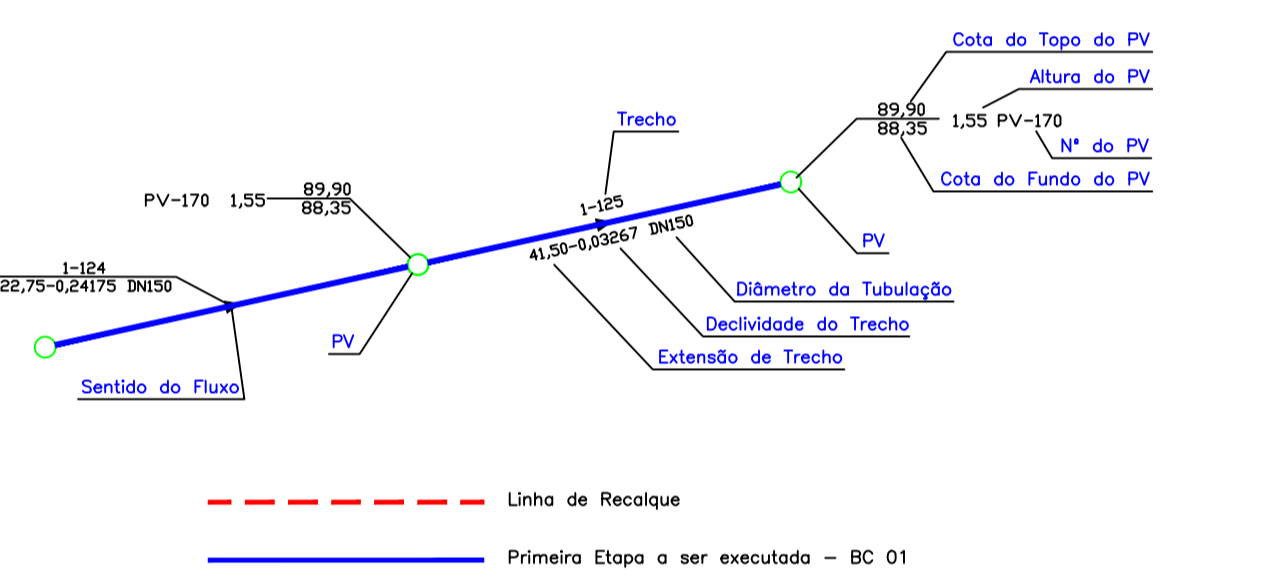 Cota do Topo do PV
Altura do PV
89,90
88,35
1,55 PV-170
Nº do PV
Cota do Fundo do PV
Trecho
1-125
41,50-0,03267 DN150
PV
Diâmetro da Tubulação
Declividade do Trecho
Extensão de Trecho
PV-170 1,55
89,90
88,35
PV
1-124
22,75-0,24175 DN150
Sentido do Fluxo
Linha de Recalque
Primeira Etapa a ser executada - BC 01